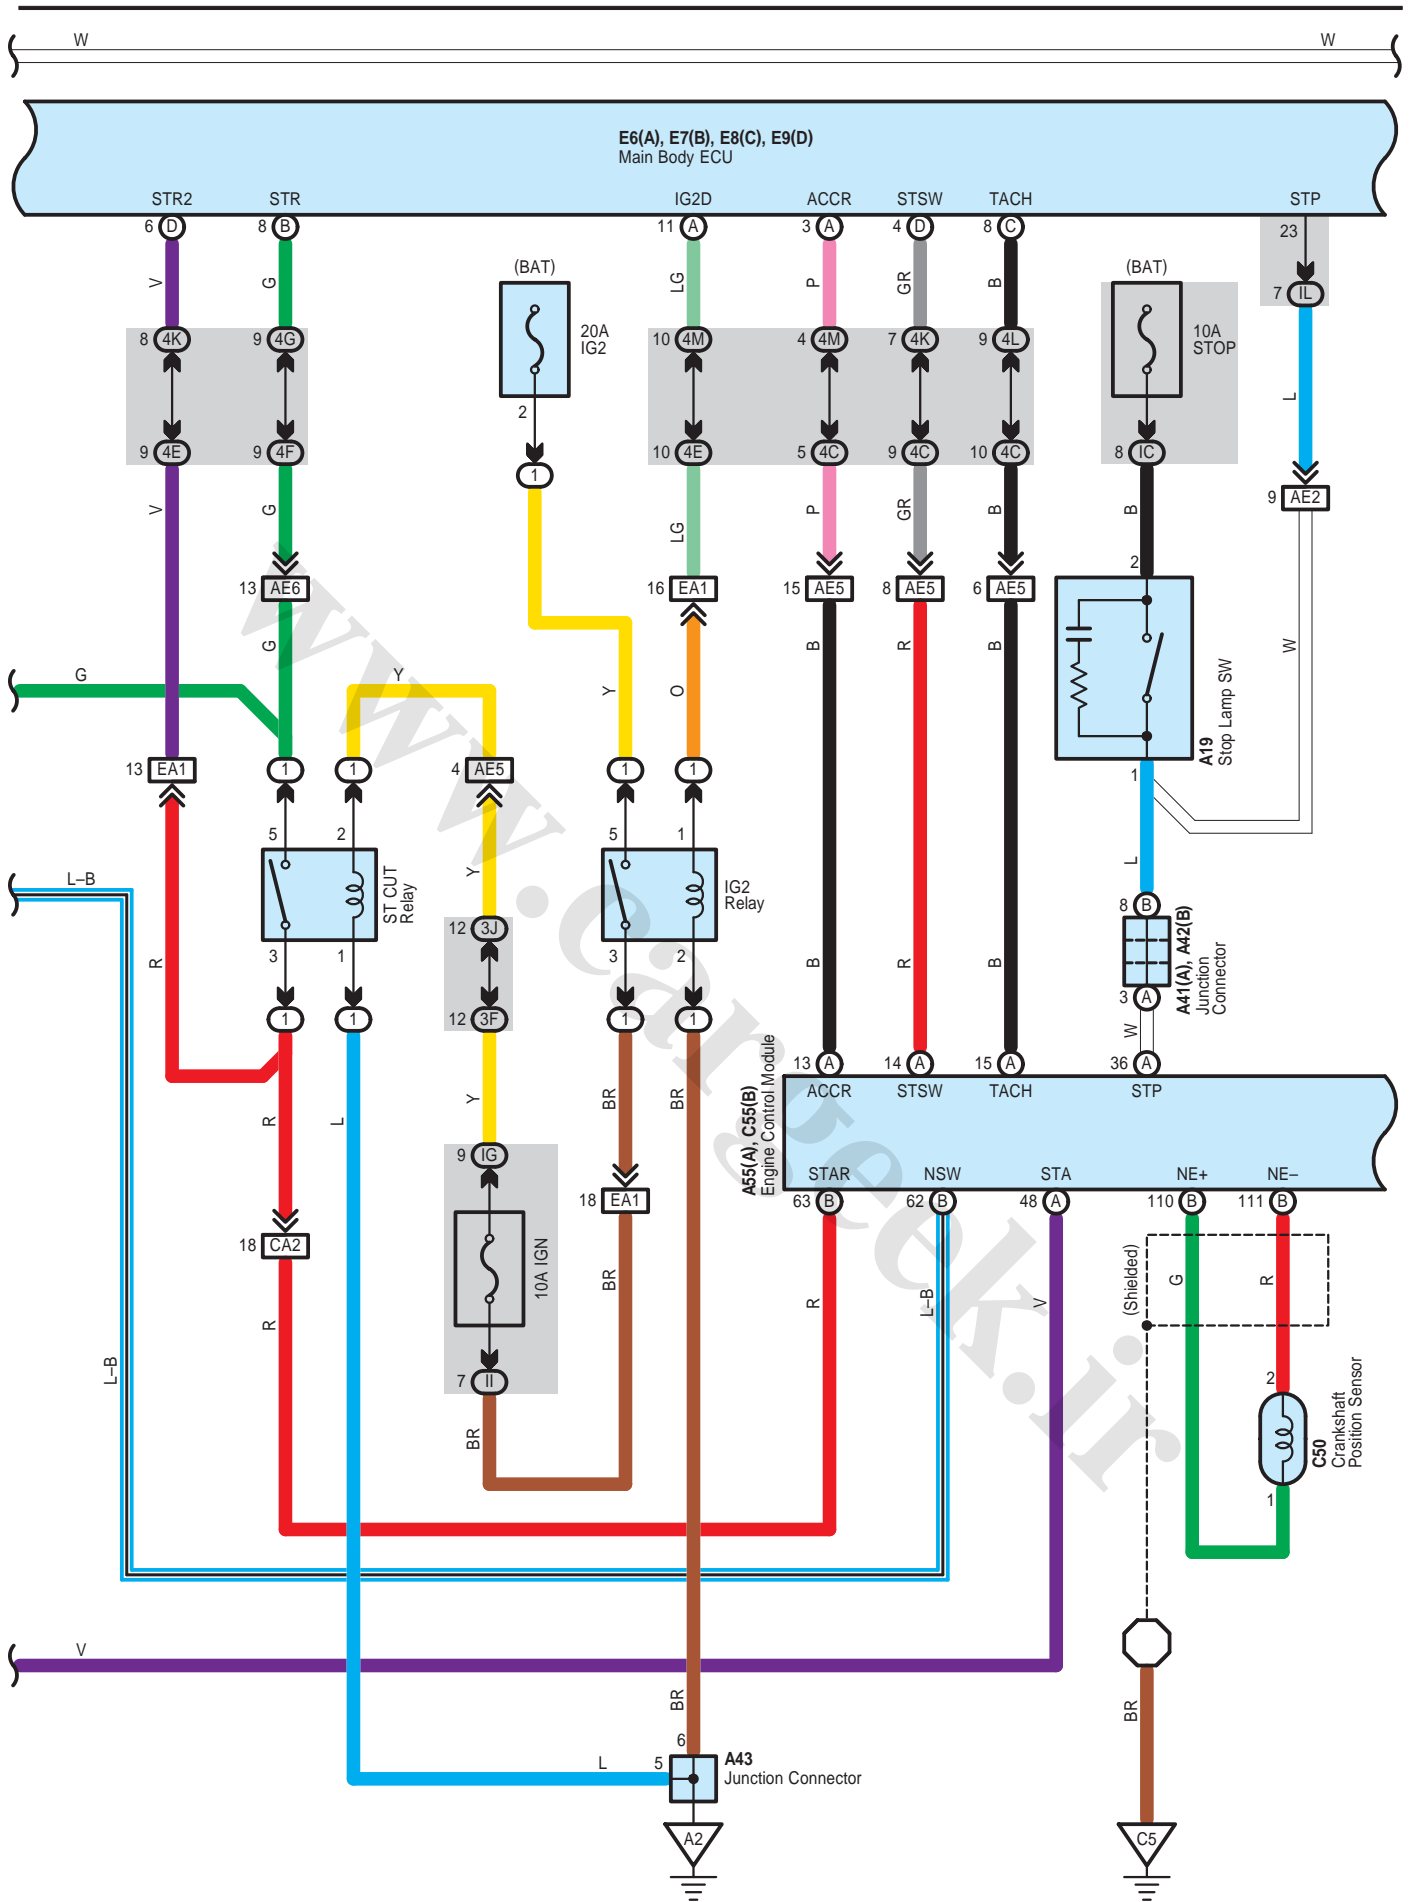 W W
E6(A), E7(B), E8(C), E9(D)
Main Body ECU
STR2 STR IG2D ACCR STSW TACH STP
6 D 8 B 11 A 3 A 4 D 8 C 23
V G LG P GR B
(BAT) (BAT)
7 IL
20A
IG2
10A
STOP
8 4K 9 4G 10 4M 4 4M 7 4K 9 4L
L
2
9 4E 9 4F 10 4E 5 4C 9 4C 10 4C 8 IC
1
9 AE2
V G LG P GR B B
2
13 AE6 16 EA1 15 AE5 8 AE5 6 AE5
G B R B W
G Y Y O
A19
Stop Lamp SW
13 EA1 1 1 4 AE5 1 1
1
5 2 5 1
L–B Y L
ST CUT
Relay
IG2
Relay
8 B
A41(A), A42(B)
Junction
Connector
12 3J
3 1 3 2
R B R B
3 A
1 1 12 3F 1 1
W
13 A 14 A 15 A 36 A
ACCR STSW TACH STP
A55(A), C55(B)
Engine Control Module
R L Y BR BR
9 IG
STAR NSW STA NE+ NE–
18 EA1 63 B 62 B 48 A 110 B 111 B
18 CA2
10A IGN
BR
R R L–B V (Shielded) G R
L–B
7 II
2
BR
C50
Crankshaft
Position Sensor
1
V
BR BR
6
L 5
A43
Junction Connector
A2 C5
www.cargeek.ir